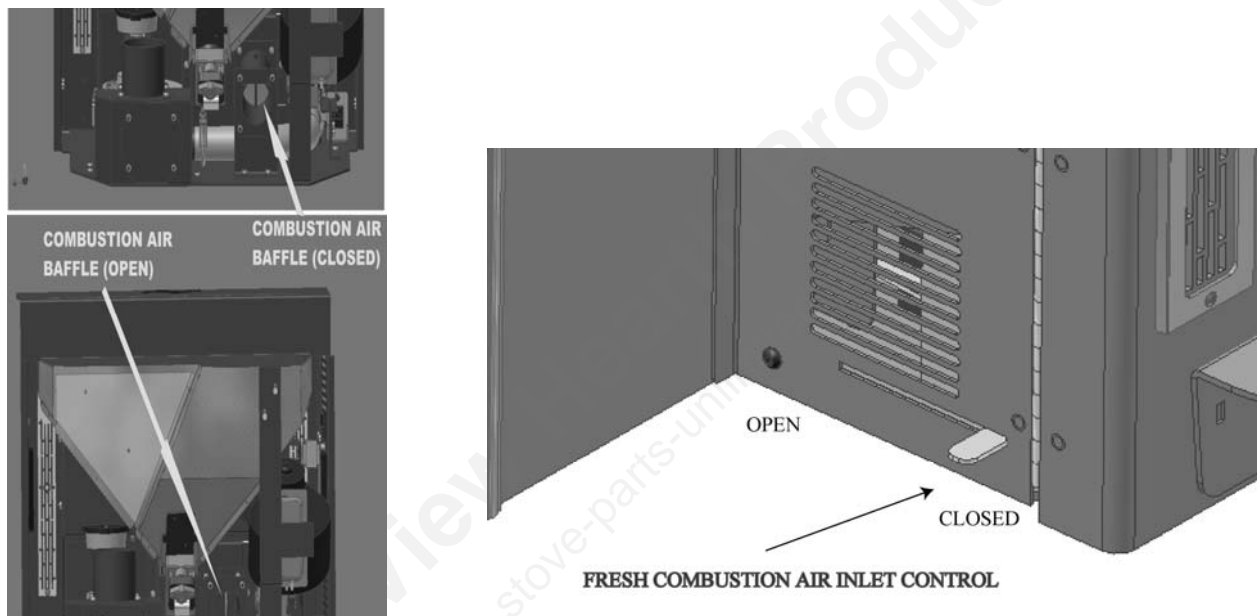 COMBUSTION AIR
BAFFLE (OPEN)
COMBUSTION AIR
BAFFLE (CLOSED)
OPEN
CLOSED
FRESH COMBUSTION AIR INLET CONTROL